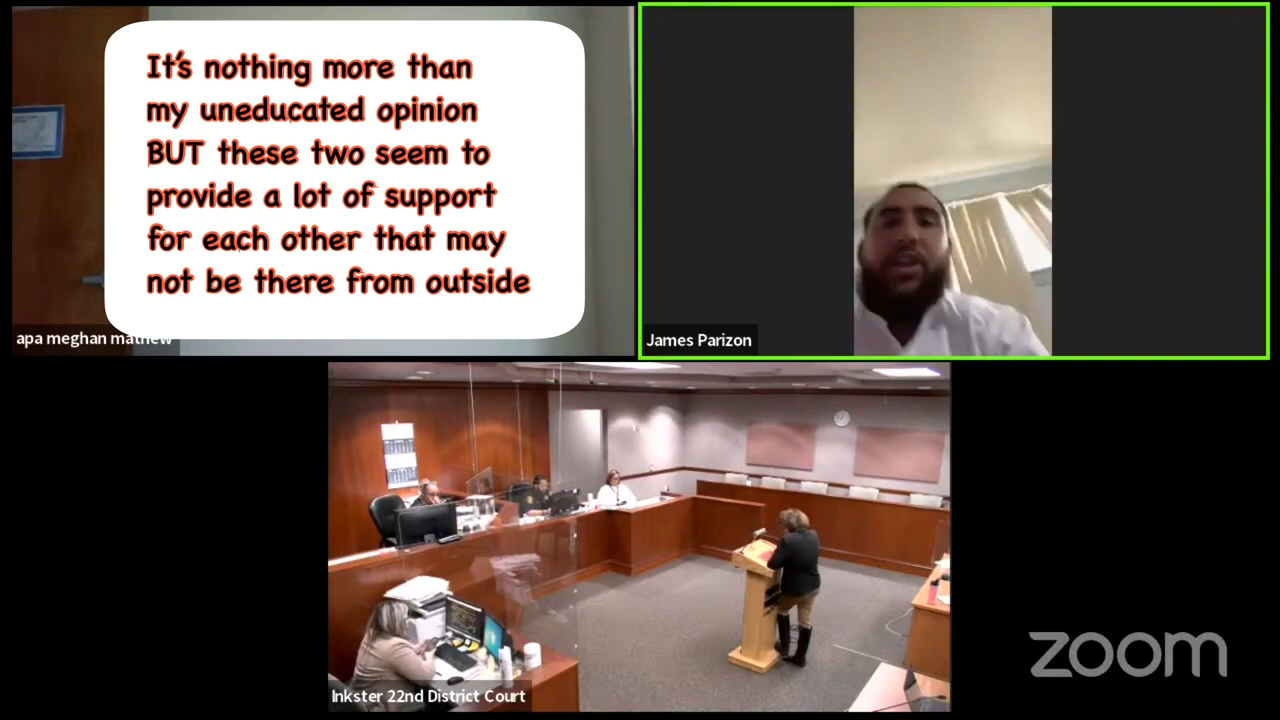 It's nothing more than
my uneducated opinion
BUT these two seem to
provide a lot of support
for each other that may
not be there from outside
apa meghan mathew
James Parizon
Inkster 22nd District Court
zoom